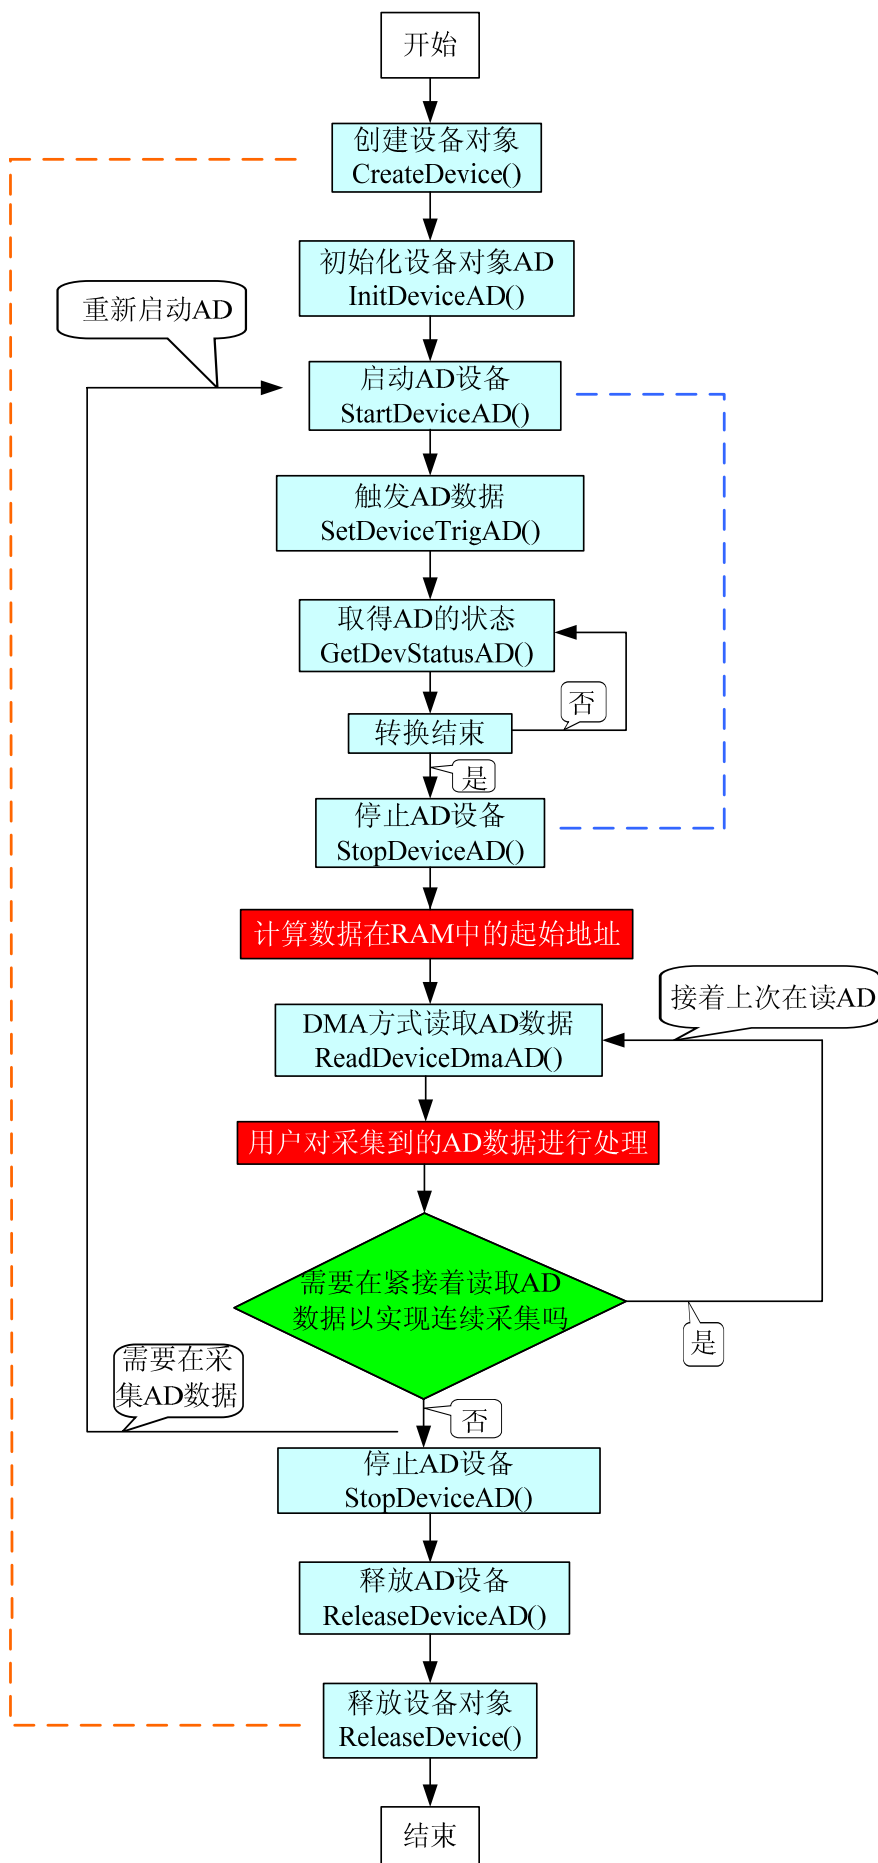 开始
创建设备对象
CreateDevice()
初始化设备对象AD
InitDeviceAD()
重新启动AD
启动AD设备
StartDeviceAD()
触发AD数据
SetDeviceTrigAD()
取得AD的状态
GetDevStatusAD()
否
转换结束
是
停止AD设备
StopDeviceAD()
计算数据在RAM中的起始地址
接着上次在读AD
DMA方式读取AD数据
ReadDeviceDmaAD()
用户对采集到的AD数据进行处理
需要在紧接着读取AD
数据以实现连续采集吗
是
需要在采
集AD数据
否
停止AD设备
StopDeviceAD()
释放AD设备
ReleaseDeviceAD()
释放设备对象
ReleaseDevice()
结束